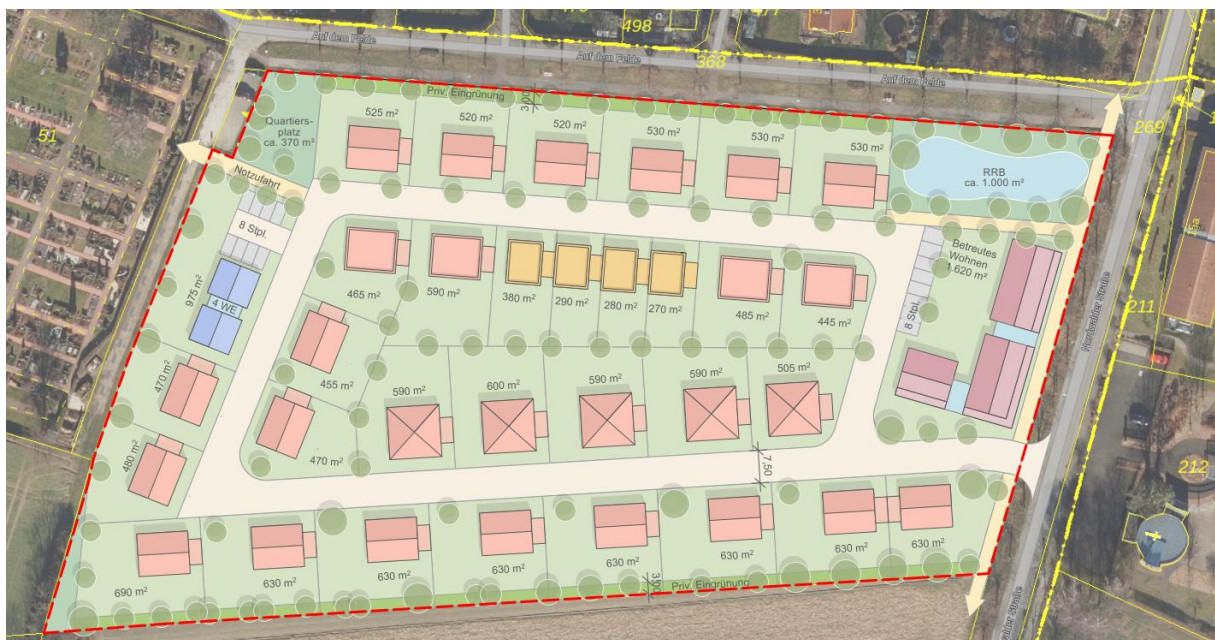 498
Auf dem Felde
Auf dem Felde
368
Auf dem Felde
51
Priv. Eingrünung
3,00
269
Quartiers-
platz
ca. 370 m²
525 m²
520 m²
520 m²
530 m²
530 m²
530 m²
RRB
ca. 1.000 m²
Notzufahrt
8 Stpl.
Betreutes
Wohnen
1.620 m²
8 Stpl.
211
Nordwalder Straße
975 m²
4 WE
465 m²
590 m²
380 m²
290 m²
280 m²
270 m²
485 m²
445 m²
470 m²
455 m²
590 m²
600 m²
590 m²
590 m²
505 m²
480 m²
470 m²
7,50
212
690 m²
630 m²
630 m²
630 m²
630 m²
630 m²
630 m²
630 m²
3,00
Priv. Eingrünung